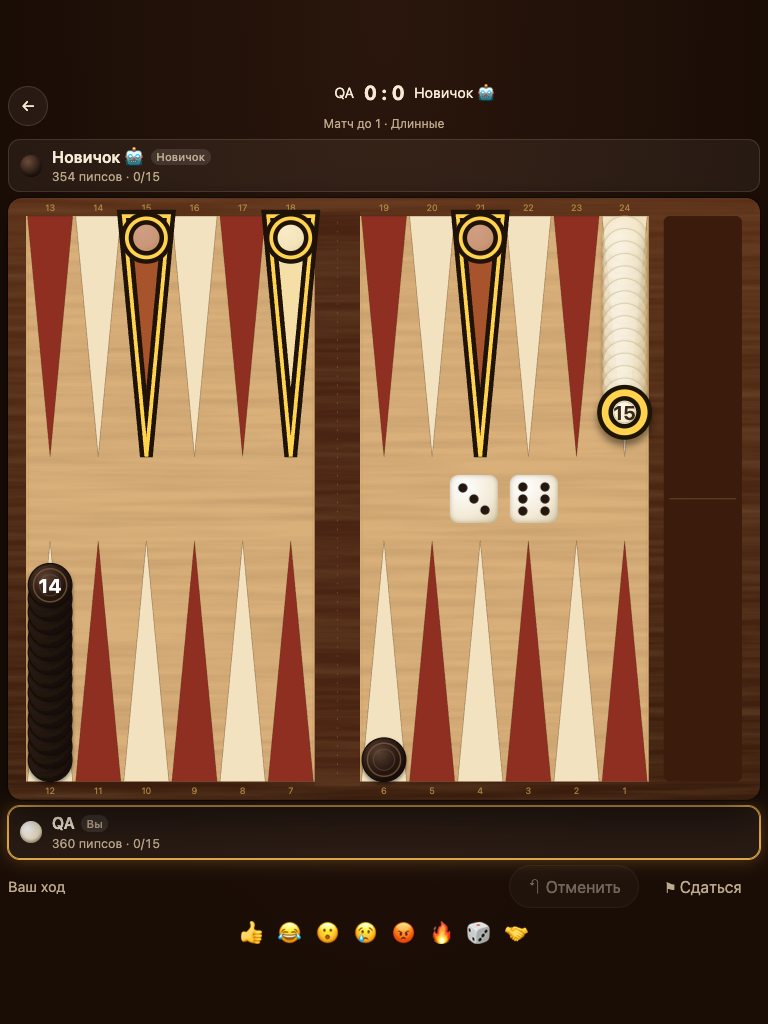 QA 0 : 0 Новичок
Матч до 1 · Длинные
Новичок Новичок
354 пипсов · 0/15
13 14 15 16 17 18 19 20 21 22 23 24
15
14
12 11 10 9 8 7 6 5 4 3 2 1
QA Вы
360 пипсов · 0/15
Ваш ход Отменить Сдаться